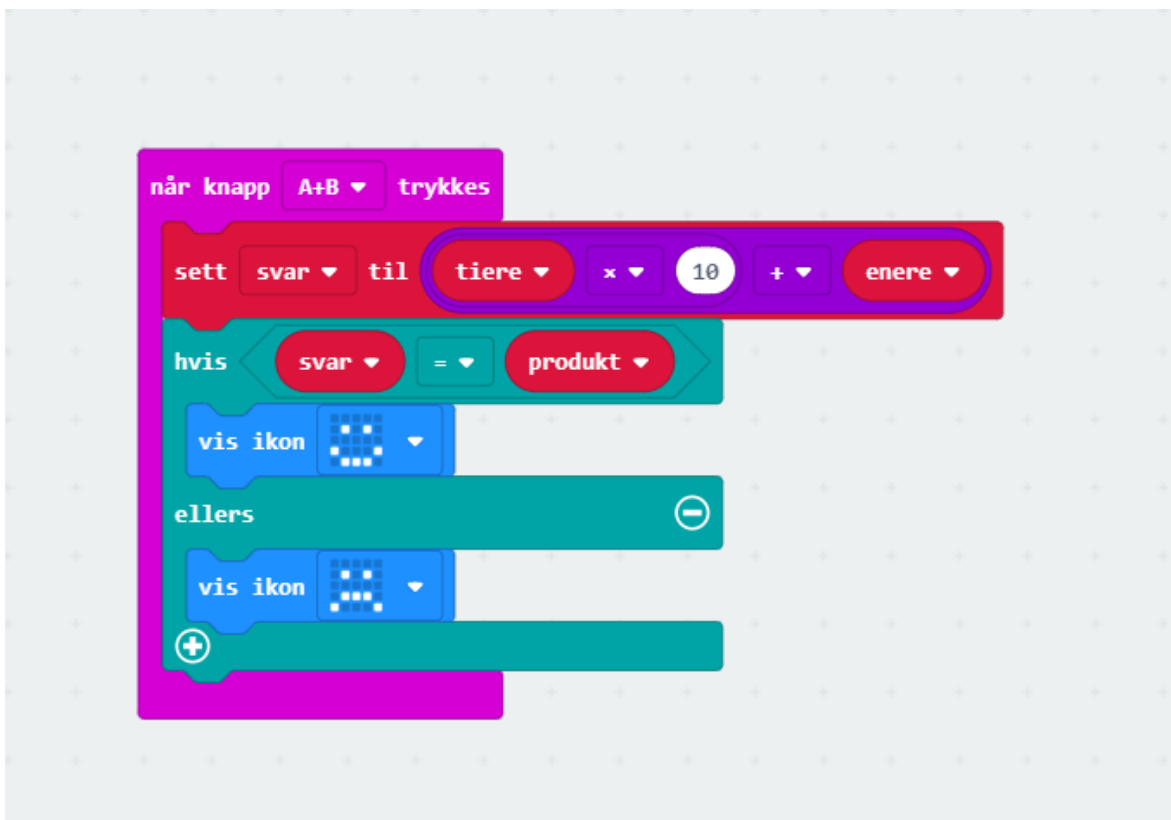 når knapp A+B trykkes
sett svar til tiere × 10 + enere
hvis svar = produkt
vis ikon
ellers
vis ikon